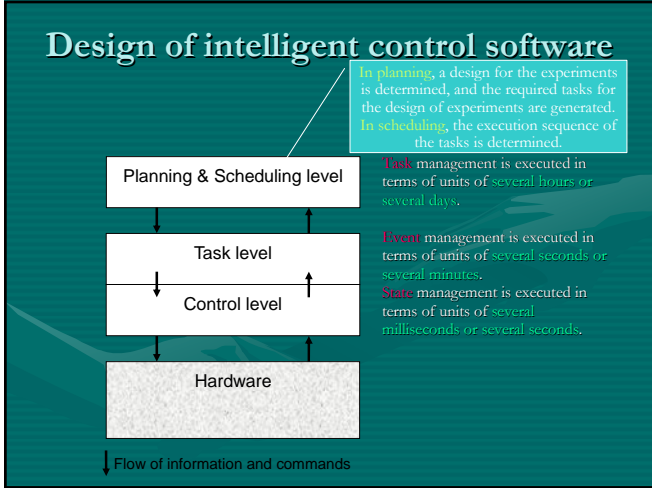 Design of intelligent control software
In planning, a design for the experiments
is determined, and the required tasks for
the design of experiments are generated.
In scheduling, the execution sequence of
the tasks is determined.
Planning & Scheduling level
Task management is executed in
terms of units of several hours or
several days.
Task level
Event management is executed in
terms of units of several seconds or
several minutes.
Control level
State management is executed in
terms of units of several
milliseconds or several seconds.
Hardware
Flow of information and commands